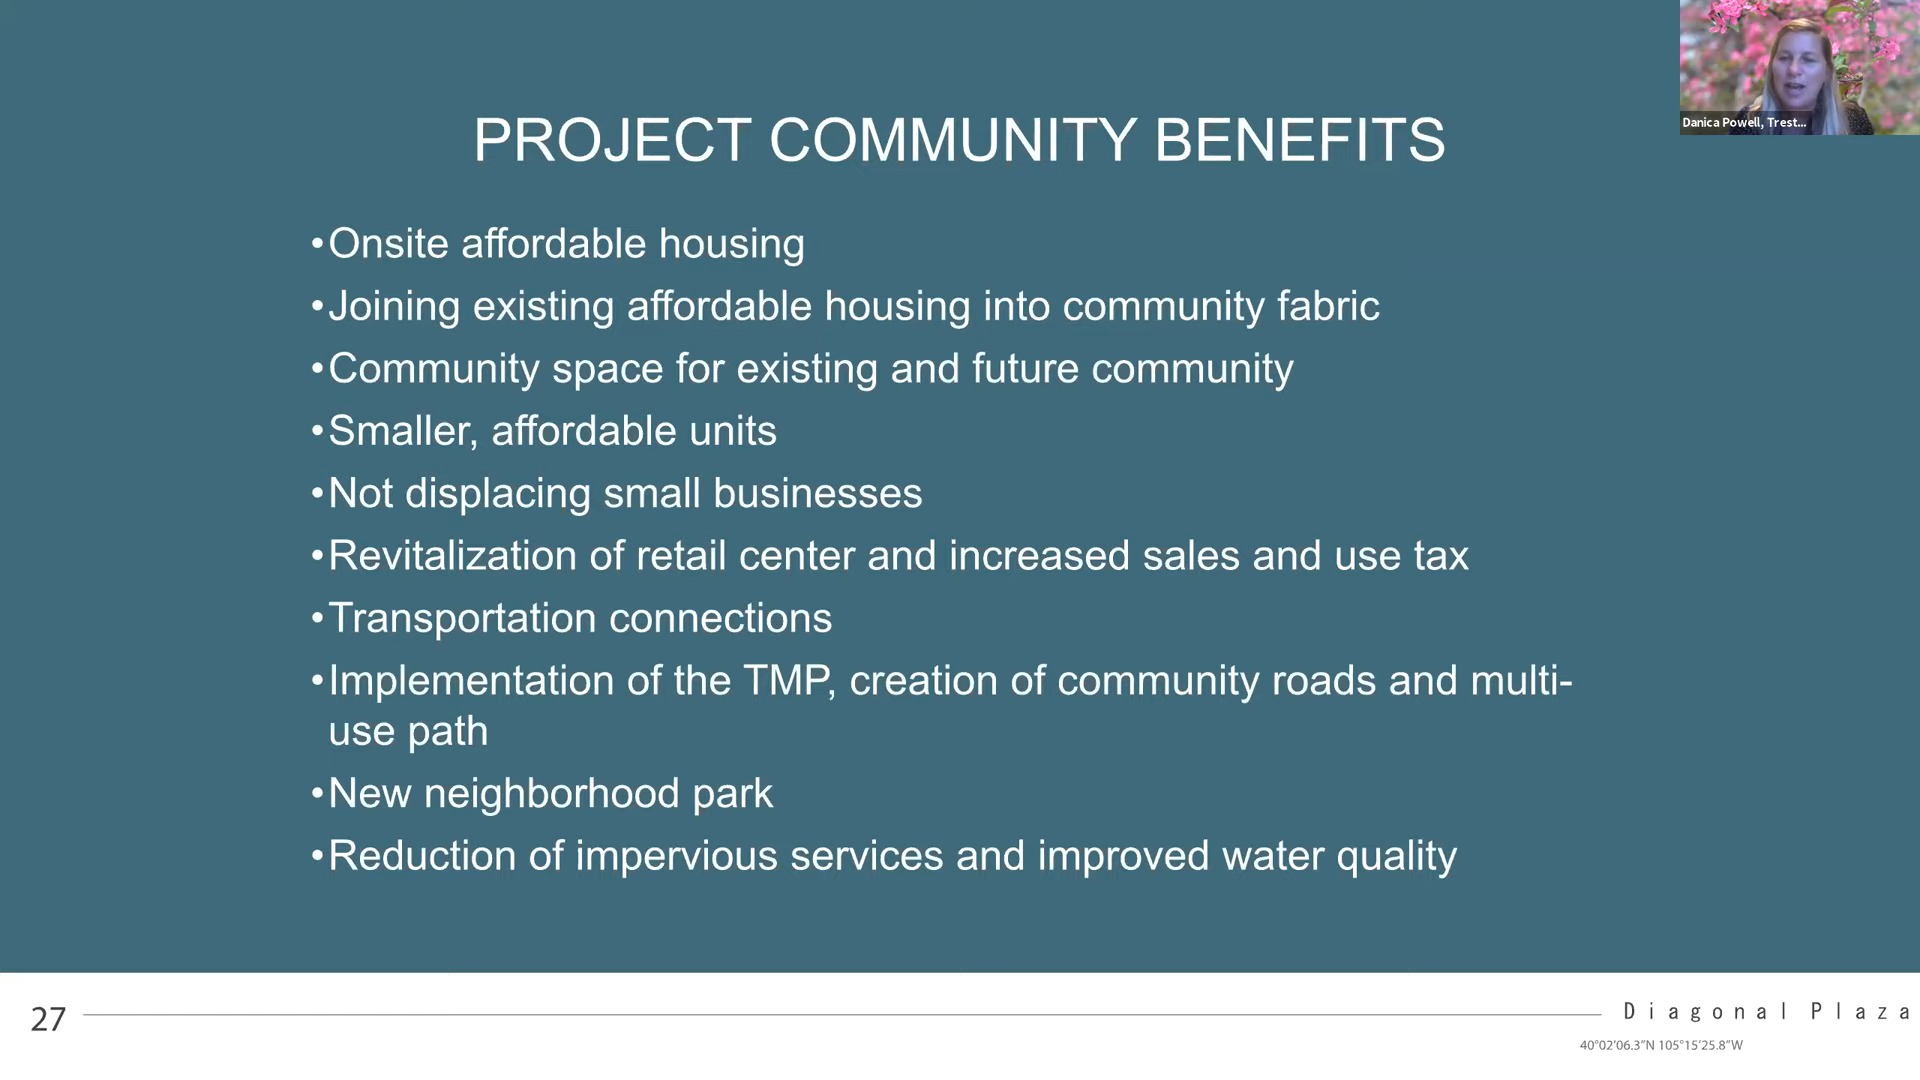 Danica Powell, Trest...
PROJECT COMMUNITY BENEFITS
•Onsite affordable housing
•Joining existing affordable housing into community fabric
•Community space for existing and future community
•Smaller, affordable units
•Not displacing small businesses
•Revitalization of retail center and increased sales and use tax
•Transportation connections
•Implementation of the TMP, creation of community roads and multi-
use path
•New neighborhood park
•Reduction of impervious services and improved water quality
27
Diagonal Plaza
40°02'06.3"N 105°15'25.8"W